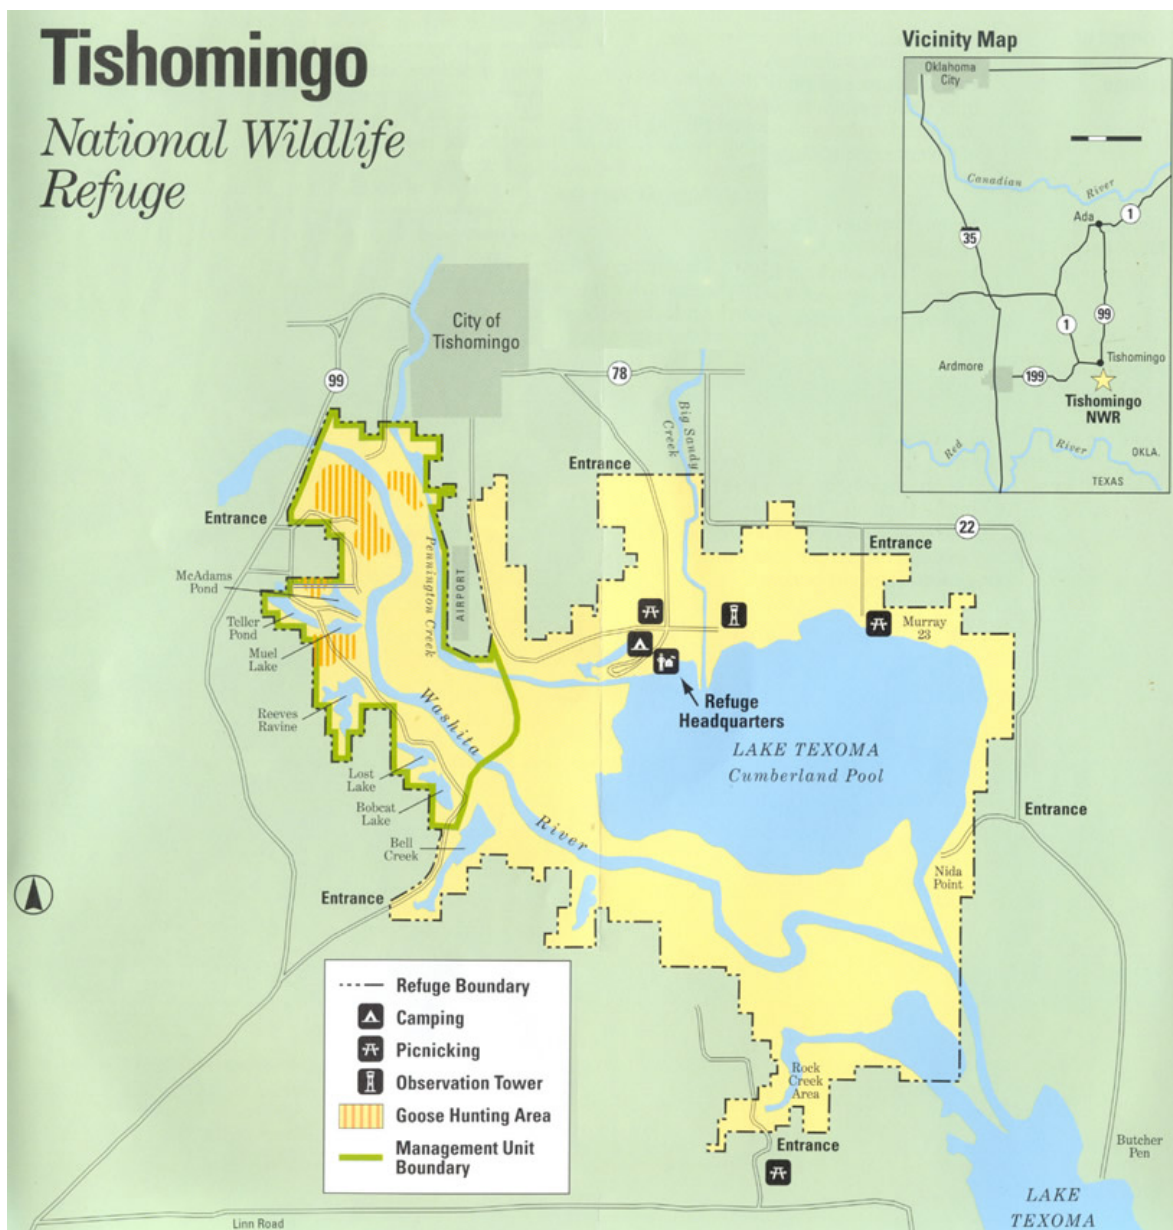 Tishomingo
National Wildlife
Refuge
Vicinity Map
Oklahoma
City
Canadian
River
Ada
1
35
99
1
Tishomingo
Ardmore
199
Tishomingo
NWR
Red
River
OKLA.
TEXAS
City of
Tishomingo
99
78
Big Sandy
Creek
Entrance
Entrance
22
Entrance
McAdams
Pond
Pennington Creek
AIRPORT
Teller
Pond
Murray
23
Muel
Lake
Reeves
Ravine
Washita
Refuge
Headquarters
LAKE TEXOMA
Cumberland Pool
Lost
Lake
Bobcat
Lake
River
Entrance
Bell
Creek
Nida
Point
Entrance
Refuge Boundary
Camping
Picnicking
Observation Tower
Goose Hunting Area
Management Unit
Boundary
Rock
Creek
Area
Entrance
Butcher
Pen
LAKE
TEXOMA
Linn Road